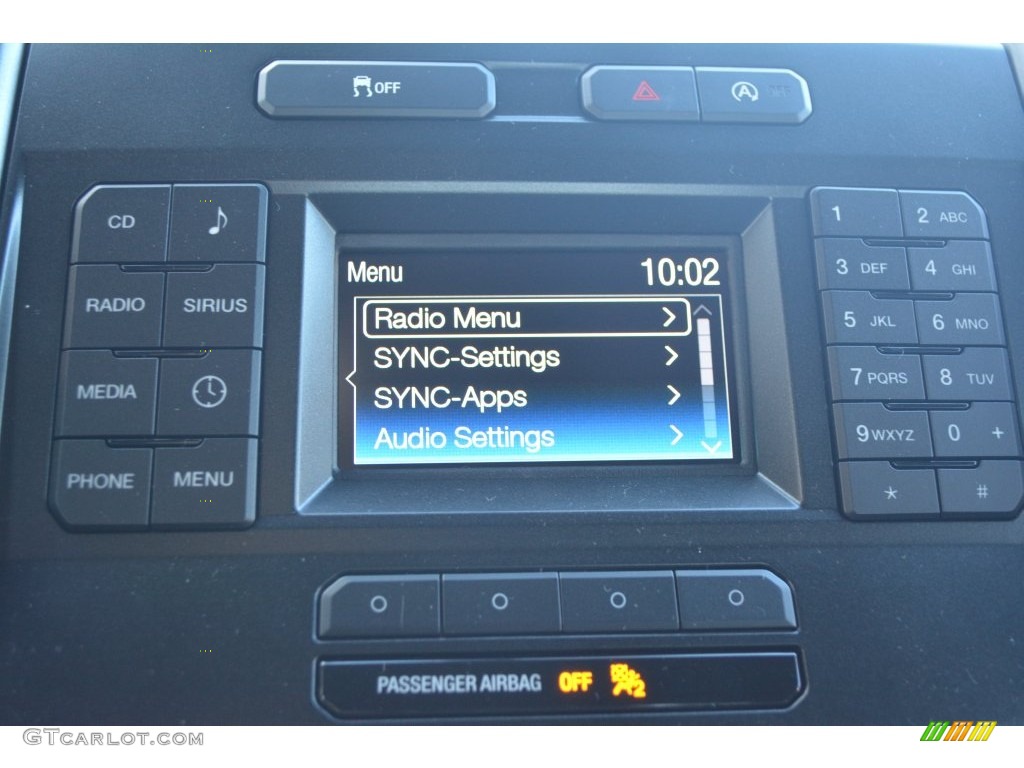 OFF
A OFF
CD
RADIO SIRIUS
MEDIA
PHONE MENU
Menu 10:02
Radio Menu >
SYNC-Settings >
SYNC-Apps >
Audio Settings >
1 2 ABC
3 DEF 4 GHI
5 JKL 6 MNO
7 PQRS 8 TUV
9 WXYZ 0 +
* #
PASSENGER AIRBAG OFF 2
GTCARLOT.COM